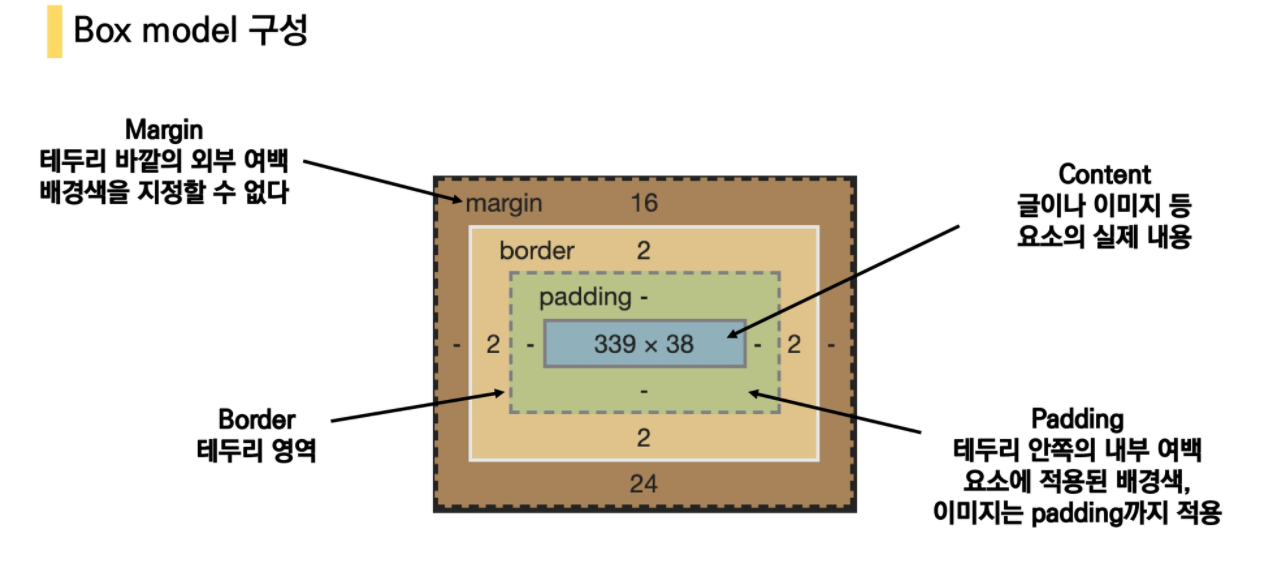 Box model 구성
Margin
테두리 바깥의 외부 여백
배경색을 지정할 수 없다
Content
글이나 이미지 등
요소의 실제 내용
margin 16
border 2
padding -
- 2 - 339 × 38 - 2 -
-
2
24
Border
테두리 영역
Padding
테두리 안쪽의 내부 여백
요소에 적용된 배경색,
이미지는 padding까지 적용